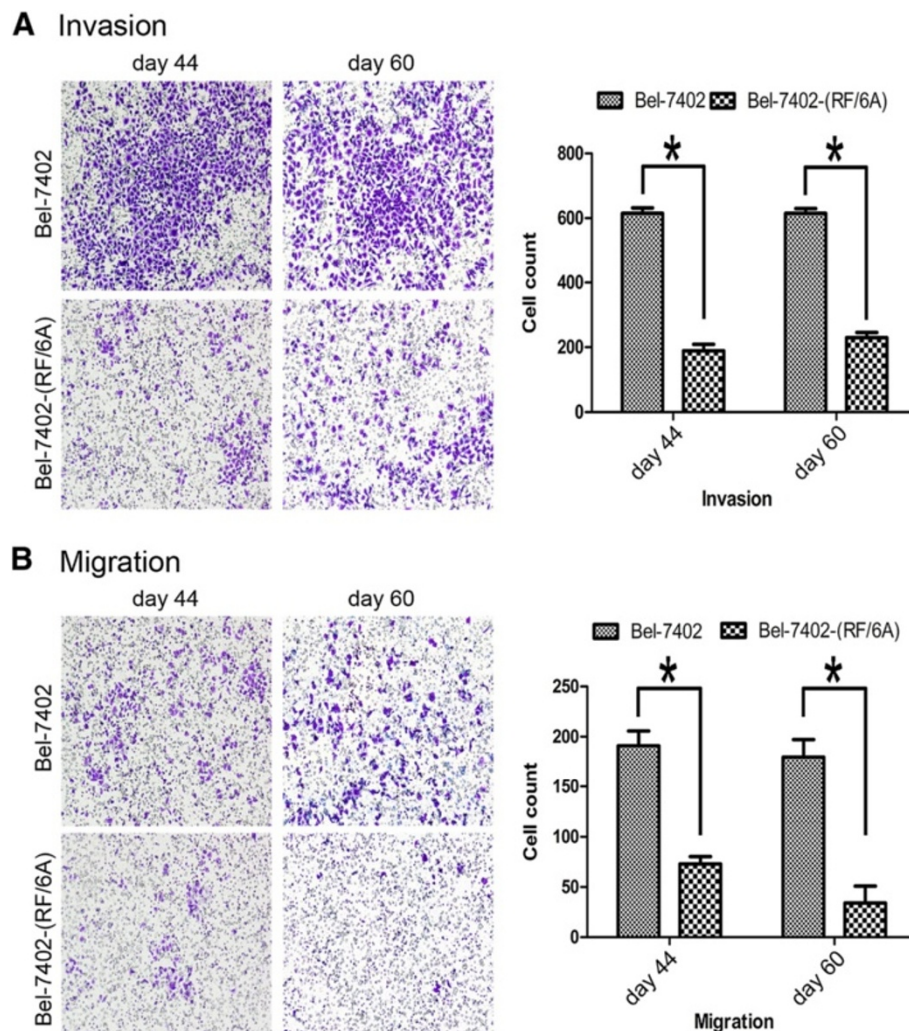 A Invasion
day 44 day 60
Bel-7402
Bel-7402-(RF/6A)
Bel-7402 Bel-7402-(RF/6A)
*
*
Cell count
800
600
400
200
0
day 44
day 60
Invasion
B Migration
day 44 day 60
Bel-7402
Bel-7402-(RF/6A)
Bel-7402 Bel-7402-(RF/6A)
*
*
Cell count
250
200
150
100
50
0
day 44
day 60
Migration